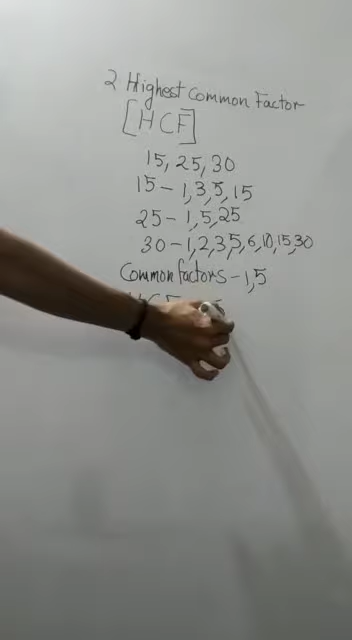 2 Highest Common Factor
[HCF]
15, 25, 30
15 - 1, 3, 5, 15
25 - 1, 5, 25
30 - 1, 2, 3, 5, 6, 10, 15, 30
Common factors - 1, 5
HCF